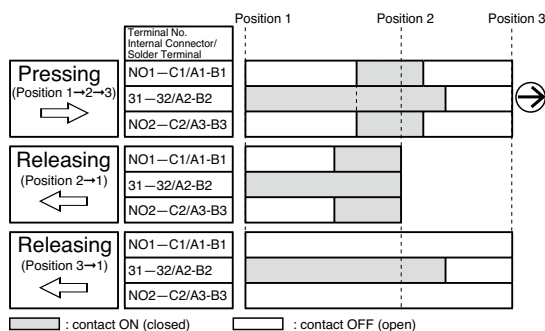 Position 1
Position 2
Position 3
Terminal No.
Internal Connector/
Solder Terminal
Pressing
(Position 1→2→3)
NO1—C1/A1-B1
31—32/A2-B2
NO2—C2/A3-B3
Releasing
(Position 2→1)
NO1—C1/A1-B1
31—32/A2-B2
NO2—C2/A3-B3
Releasing
(Position 3→1)
NO1—C1/A1-B1
31—32/A2-B2
NO2—C2/A3-B3
: contact ON (closed)
: contact OFF (open)